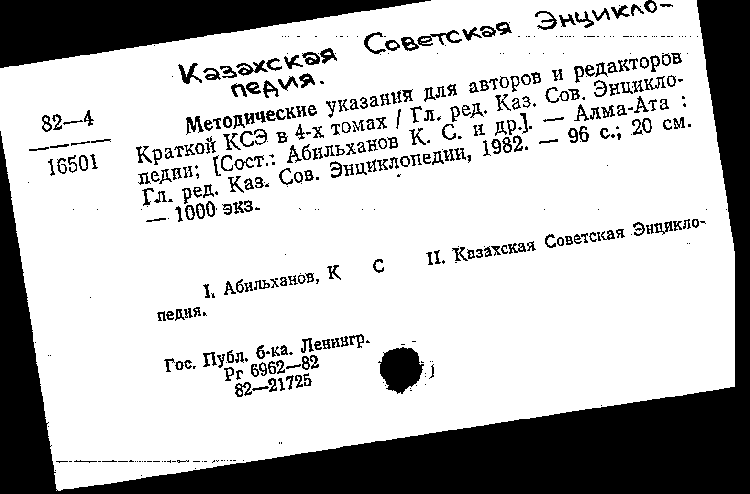 Казахская Советская Энцикло-
педия.
82—4
16501
Методические указания для авторов и редакторов
Краткой КСЭ в 4-х томах / Гл. ред. Каз. Сов. Энцикло-
педии; [Сост.: Абильханов К. С. и др.]. — Алма-Ата :
Гл. ред. Каз. Сов. Энциклопедии, 1982. — 96 с.; 20 см.
— 1000 экз.
I. Абильханов, К С II. Казахская Советская Энцикло-
педия.
Гос. Публ. б-ка. Ленингр.
Рг 6962—82
82—21725